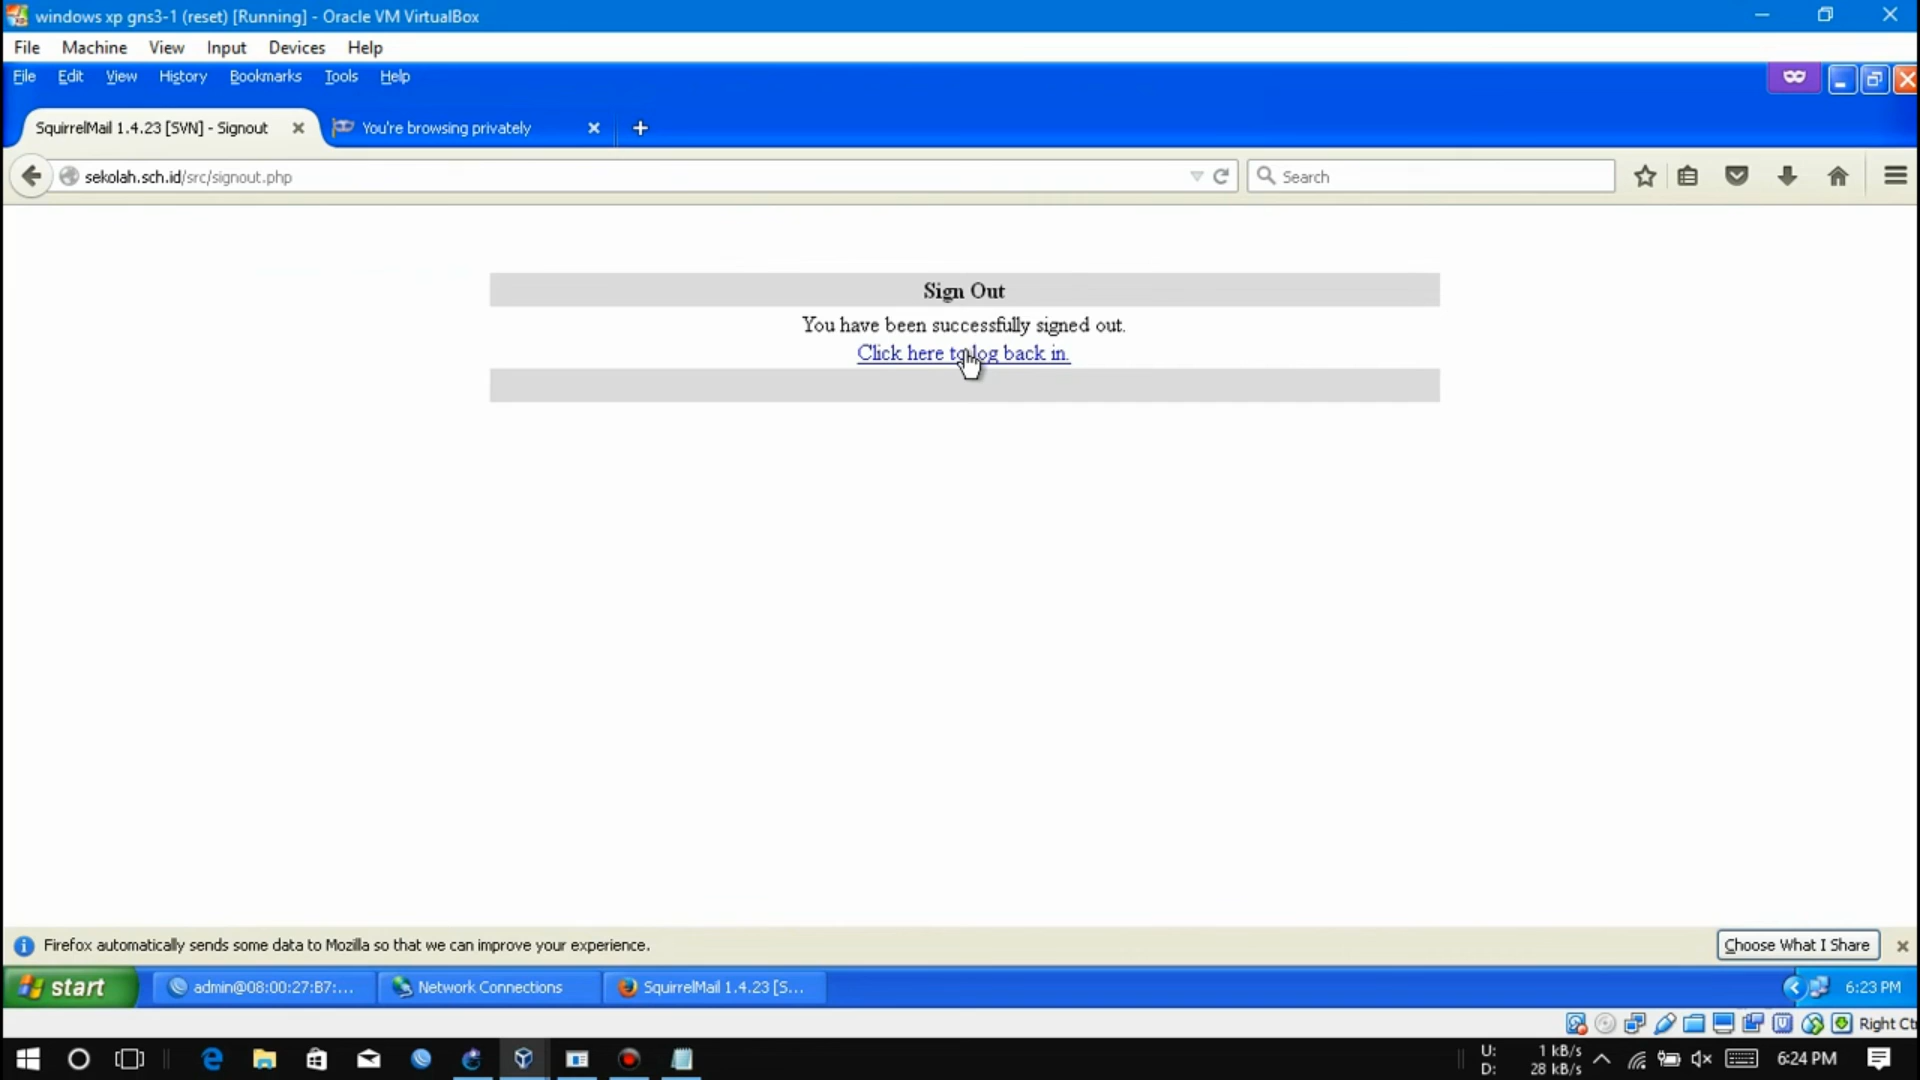 windows xp gns3-1 (reset) [Running] - Oracle VM VirtualBox
File Machine View Input Devices Help
File Edit View History Bookmarks Tools Help
SquirrelMail 1.4.23 [SVN] - Signout
You're browsing privately
sekolah.sch.id/src/signout.php
Search
Sign Out
You have been successfully signed out.
Click here to log back in.
Firefox automatically sends some data to Mozilla so that we can improve your experience.
Choose What I Share
start
admin@08:00:27:B7:...
Network Connections
SquirrelMail 1.4.23 [S...
6:23 PM
Right Ct
U: 1 kB/s
D: 28 kB/s
6:24 PM